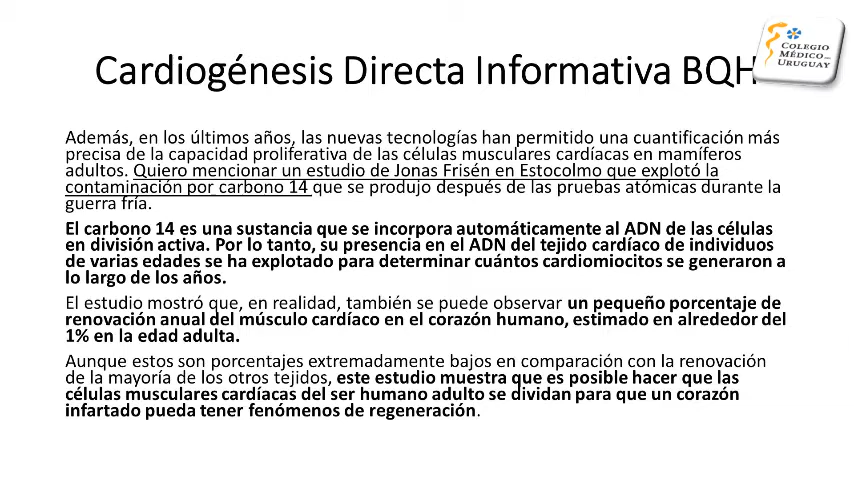 COLEGIO
MÉDICO
URUGUAY
Cardiogénesis Directa Informativa BQH
Además, en los últimos años, las nuevas tecnologías han permitido una cuantificación más
precisa de la capacidad proliferativa de las células musculares cardíacas en mamíferos
adultos. Quiero mencionar un estudio de Jonas Frisén en Estocolmo que explotó la
contaminación por carbono 14 que se produjo después de las pruebas atómicas durante la
guerra fría.
El carbono 14 es una sustancia que se incorpora automáticamente al ADN de las células
en división activa. Por lo tanto, su presencia en el ADN del tejido cardíaco de individuos
de varias edades se ha explotado para determinar cuántos cardiomiocitos se generaron a
lo largo de los años.
El estudio mostró que, en realidad, también se puede observar un pequeño porcentaje de
renovación anual del músculo cardíaco en el corazón humano, estimado en alrededor del
1% en la edad adulta.
Aunque estos son porcentajes extremadamente bajos en comparación con la renovación
de la mayoría de los otros tejidos, este estudio muestra que es posible hacer que las
células musculares cardíacas del ser humano adulto se dividan para que un corazón
infartado pueda tener fenómenos de regeneración.